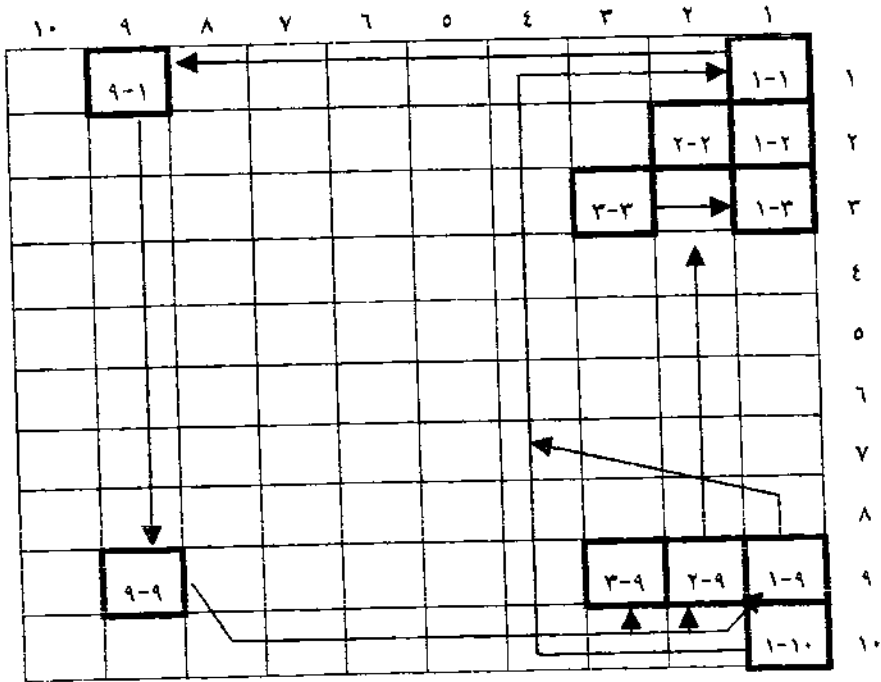 ١ ٢ ٣ ٤ ٥ ٦ ٧ ٨ ٩ ١٠
١ ١-١ ٩-١
٢ ١-٢ ٢-٢
٣ ١-٣ ٣-٣
٤
٥
٦
٧
٨
٩ ١-٩ ٢-٩ ٣-٩ ٩-٩
١٠ ١-١٠